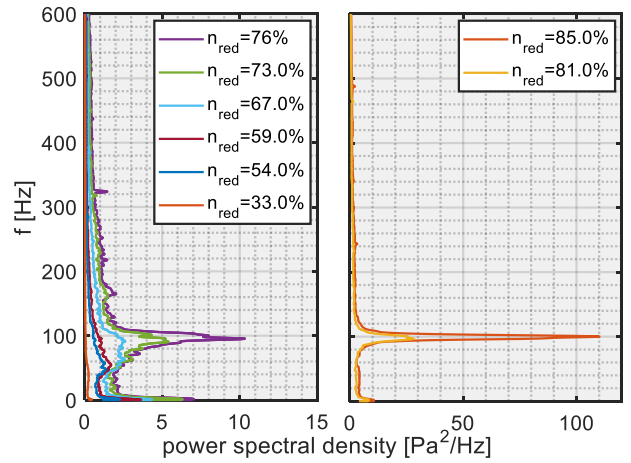 600
500
400
300
200
100
0
f [Hz]
n_red=76%
n_red=73.0%
n_red=67.0%
n_red=59.0%
n_red=54.0%
n_red=33.0%
0 5 10 15
n_red=85.0%
n_red=81.0%
0 50 100
power spectral density [Pa²/Hz]